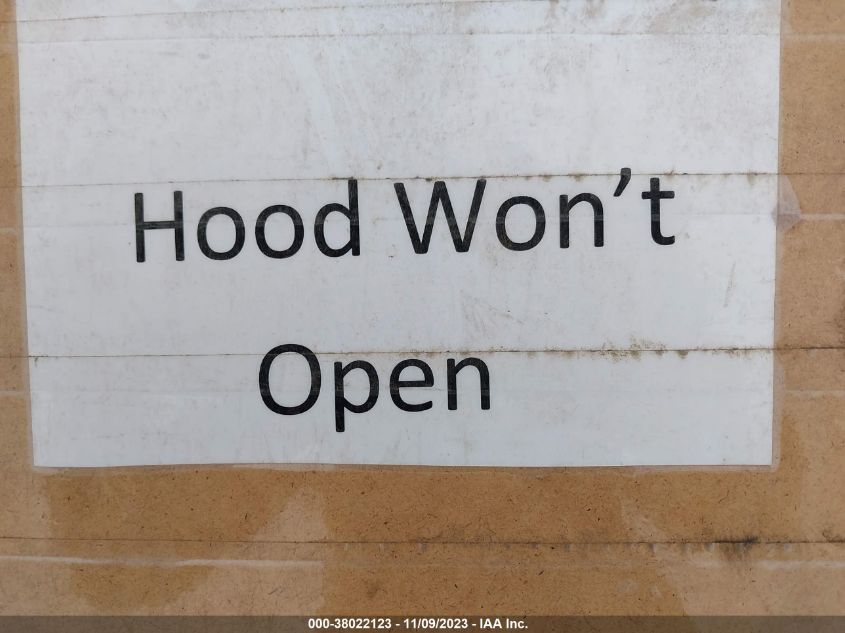 Hood Won’t
Open
000-38022123 - 11/09/2023 - IAA Inc.